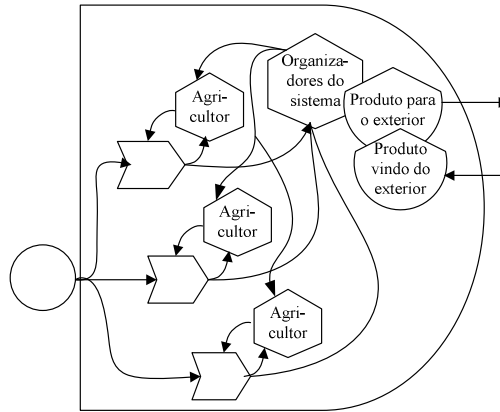 Organiza-
dores do
sistema
Agri-
cultor
Produto para
o exterior
Produto
vindo do
exterior
Agri-
cultor
Agri-
cultor